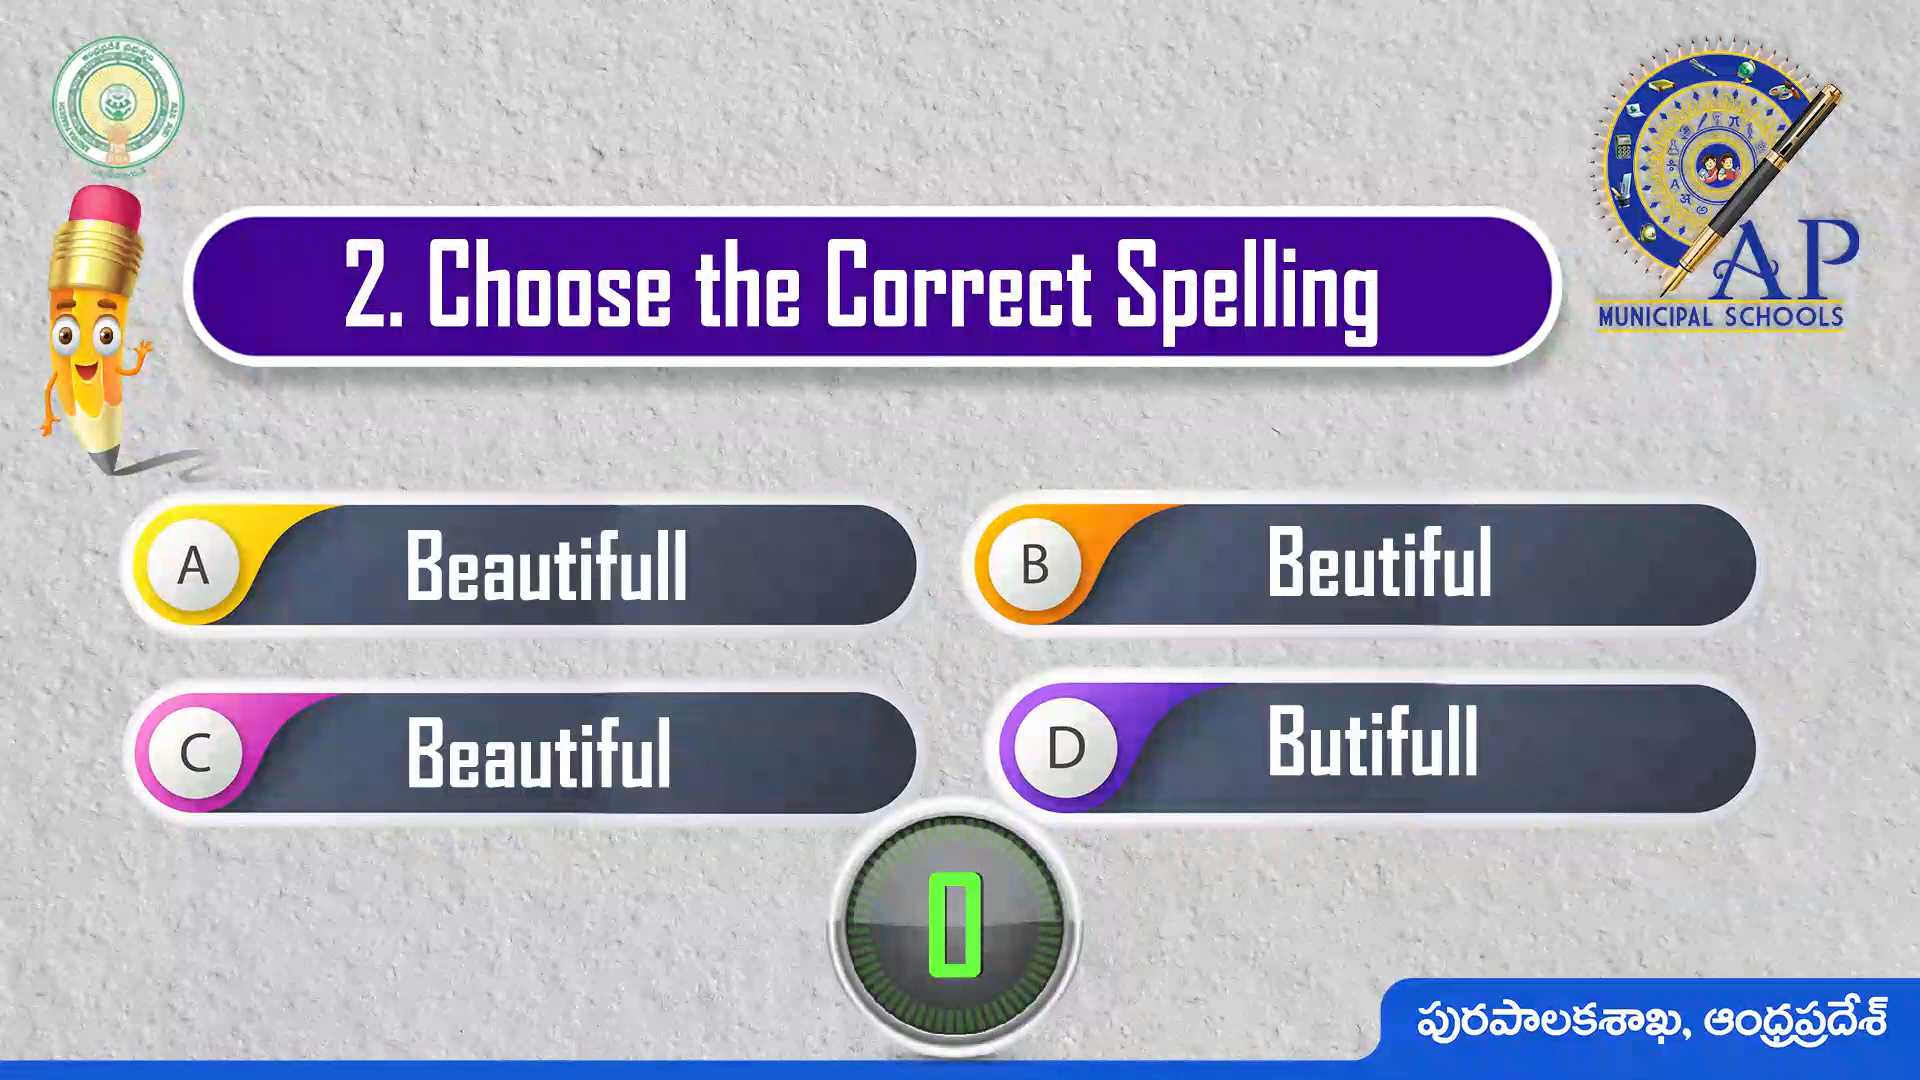 2. Choose the Correct Spelling
AP
MUNICIPAL SCHOOLS
A Beautifull
B Beutiful
C Beautiful
D Butifull
0
పురపాలకశాఖ, ఆంధ్రప్రదేశ్